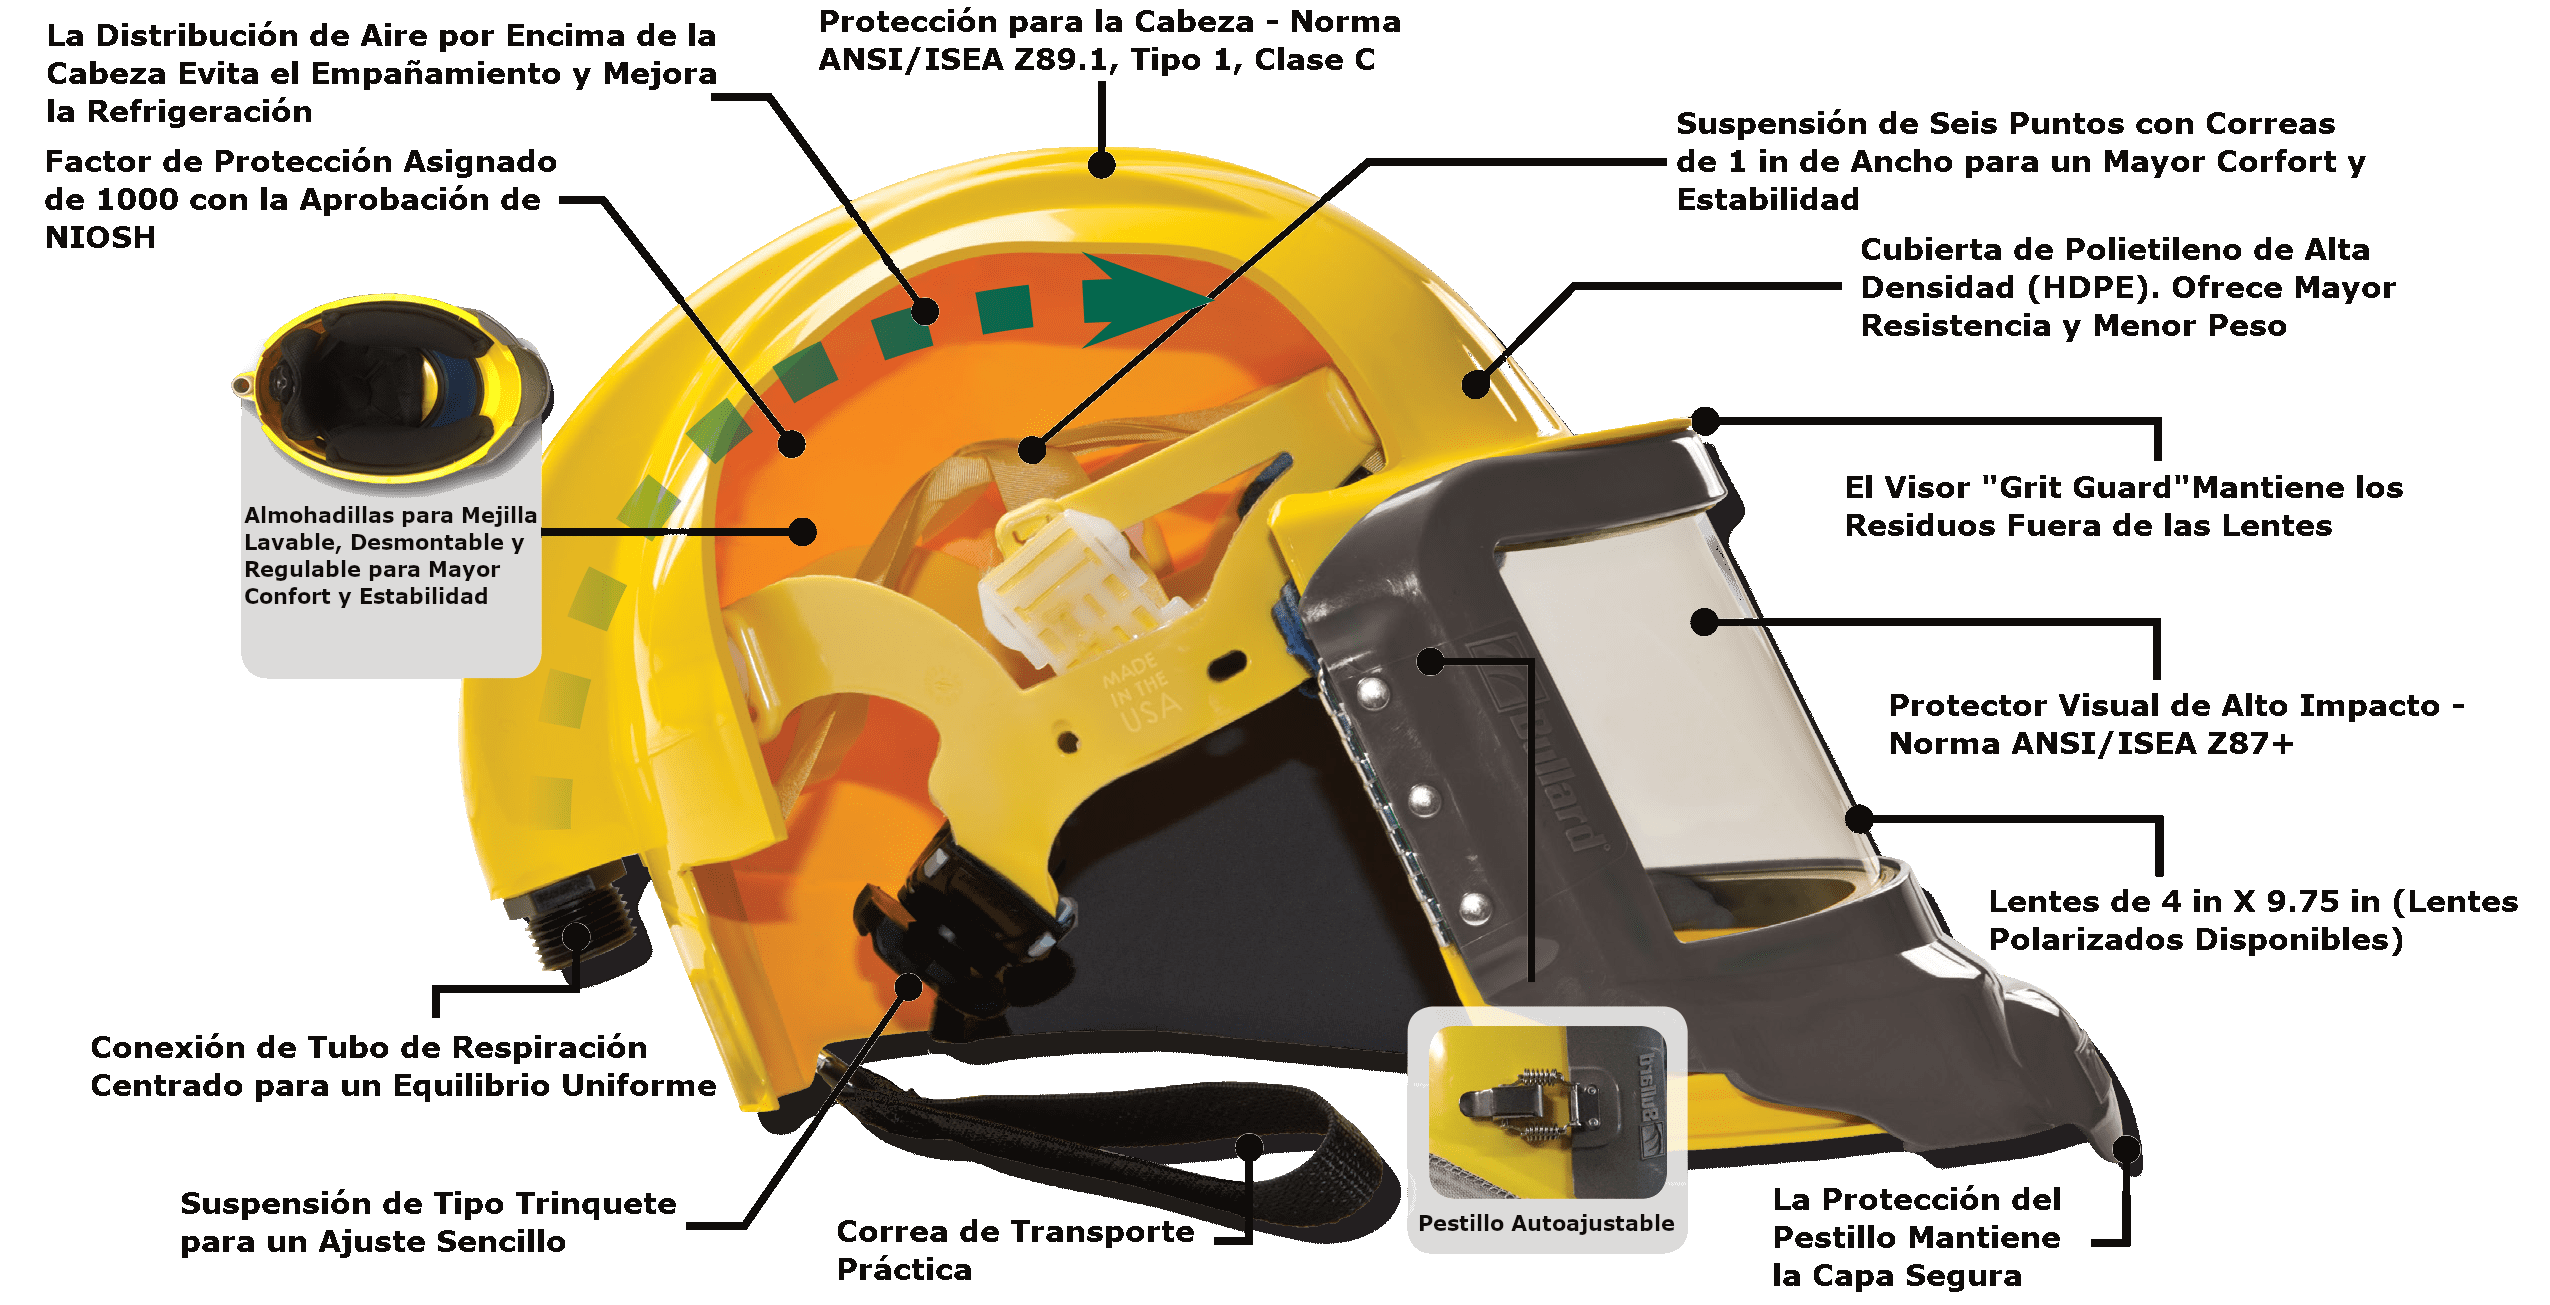 La Distribución de Aire por Encima de la
Cabeza Evita el Empañamiento y Mejora
la Refrigeración
Protección para la Cabeza - Norma
ANSI/ISEA Z89.1, Tipo 1, Clase C
Factor de Protección Asignado
de 1000 con la Aprobación de
NIOSH
Suspensión de Seis Puntos con Correas
de 1 in de Ancho para un Mayor Corfort y
Estabilidad
Cubierta de Polietileno de Alta
Densidad (HDPE). Ofrece Mayor
Resistencia y Menor Peso
Almohadillas para Mejilla
Lavable, Desmontable y
Regulable para Mayor
Confort y Estabilidad
El Visor "Grit Guard"Mantiene los
Residuos Fuera de las Lentes
MADE
IN THE
USA
Bullard
Protector Visual de Alto Impacto -
Norma ANSI/ISEA Z87+
Lentes de 4 in X 9.75 in (Lentes
Polarizados Disponibles)
Conexión de Tubo de Respiración
Centrado para un Equilibrio Uniforme
Bullard
Pestillo Autoajustable
Suspensión de Tipo Trinquete
para un Ajuste Sencillo
Correa de Transporte
Práctica
La Protección del
Pestillo Mantiene
la Capa Segura